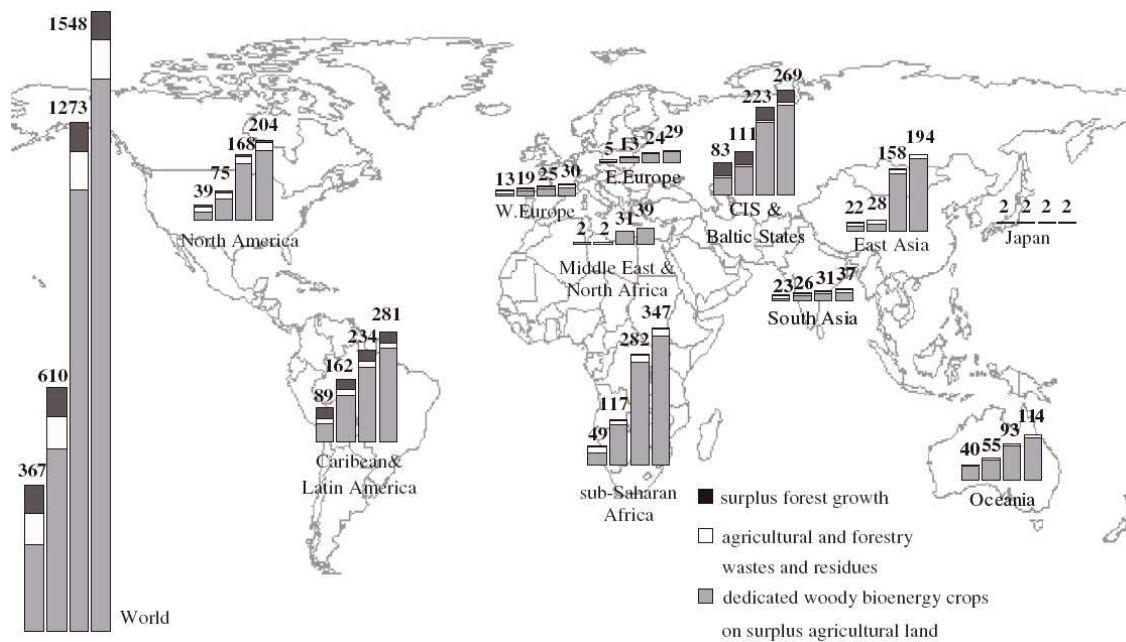 1548
1273
610
367
World
204
168
75
39
North America
281
234
162
89
Caribean&
Latin America
13 19 25 30
W.Europe
5 13 24 29
E.Europe
269
223
111
83
CIS &
Baltic States
2 2 31 39
Middle East &
North Africa
347
282
117
49
sub-Saharan
Africa
194
158
22 28
East Asia
2 2 2 2
Japan
23 26 31 37
South Asia
114
93
55
40
Oceania
surplus forest growth
agricultural and forestry
wastes and residues
dedicated woody bioenergy crops
on surplus agricultural land